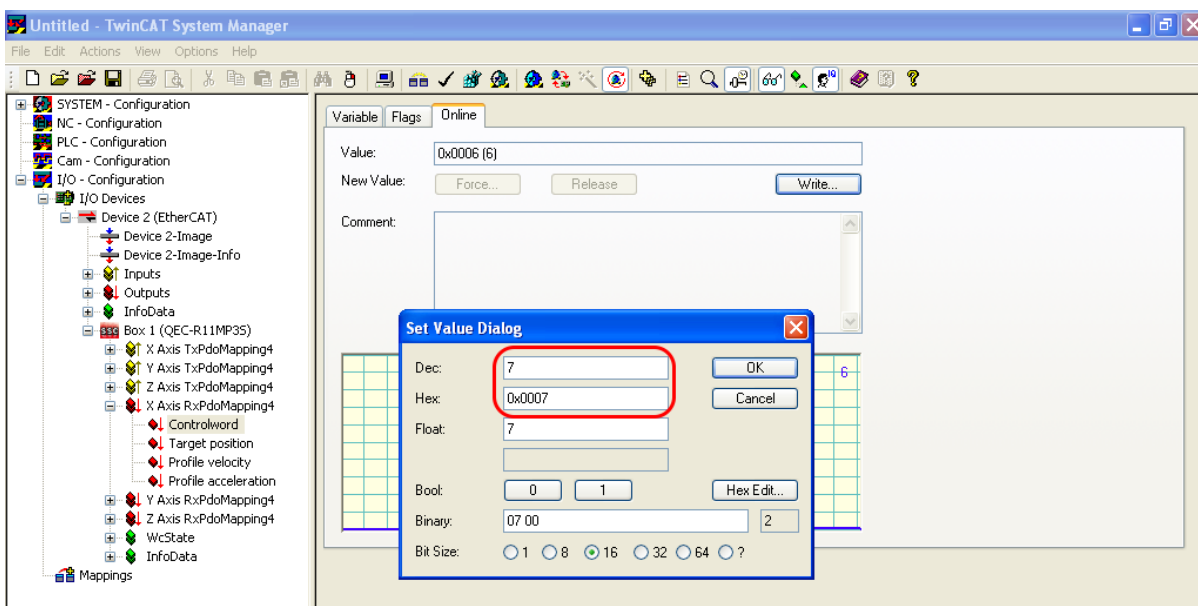 Untitled - TwinCAT System Manager
File Edit Actions View Options Help
SYSTEM - Configuration
NC - Configuration
PLC - Configuration
Cam - Configuration
I/O - Configuration
I/O Devices
Device 2 (EtherCAT)
Device 2-Image
Device 2-Image-Info
Inputs
Outputs
InfoData
Box 1 (QEC-R11MP3S)
X Axis TxPdoMapping4
Y Axis TxPdoMapping4
Z Axis TxPdoMapping4
X Axis RxPdoMapping4
Controlword
Target position
Profile velocity
Profile acceleration
Y Axis RxPdoMapping4
Z Axis RxPdoMapping4
WcState
InfoData
Mappings
Variable Flags Online
Value: 0x0006 (6)
New Value: Force... Release Write...
Comment:
6
Set Value Dialog
Dec: 7 OK
Hex: 0x0007 Cancel
Float: 7
Bool: 0 1 Hex Edit...
Binary: 07 00 2
Bit Size: 1 8 16 32 64 ?